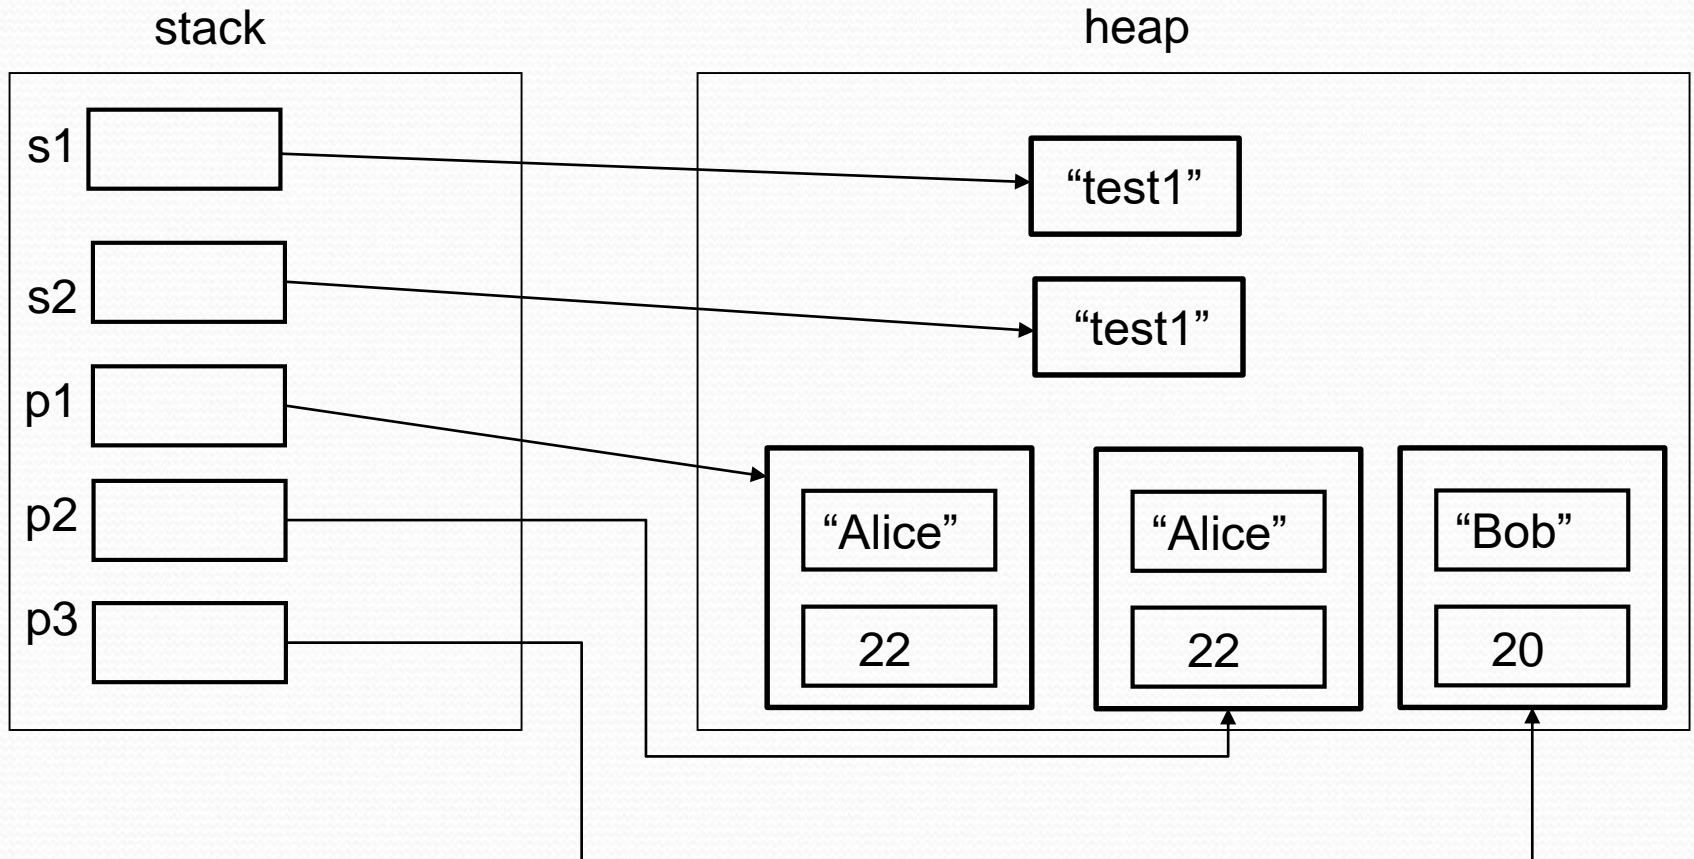 stack
heap
s1
“test1”
s2
“test1”
p1
p2
p3
“Alice”
22
“Alice”
22
“Bob”
20